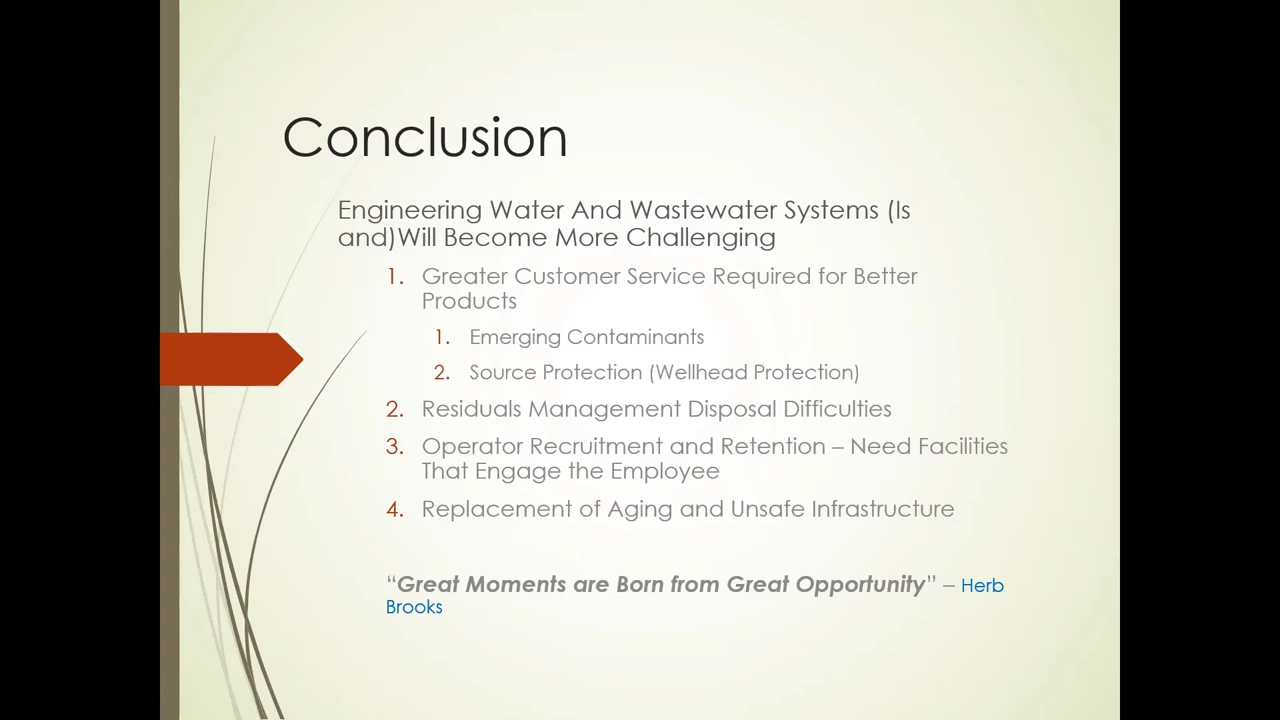 Conclusion
Engineering Water And Wastewater Systems (Is
and)Will Become More Challenging
1. Greater Customer Service Required for Better
Products
1. Emerging Contaminants
2. Source Protection (Wellhead Protection)
2. Residuals Management Disposal Difficulties
3. Operator Recruitment and Retention – Need Facilities
That Engage the Employee
4. Replacement of Aging and Unsafe Infrastructure
“Great Moments are Born from Great Opportunity” – Herb
Brooks